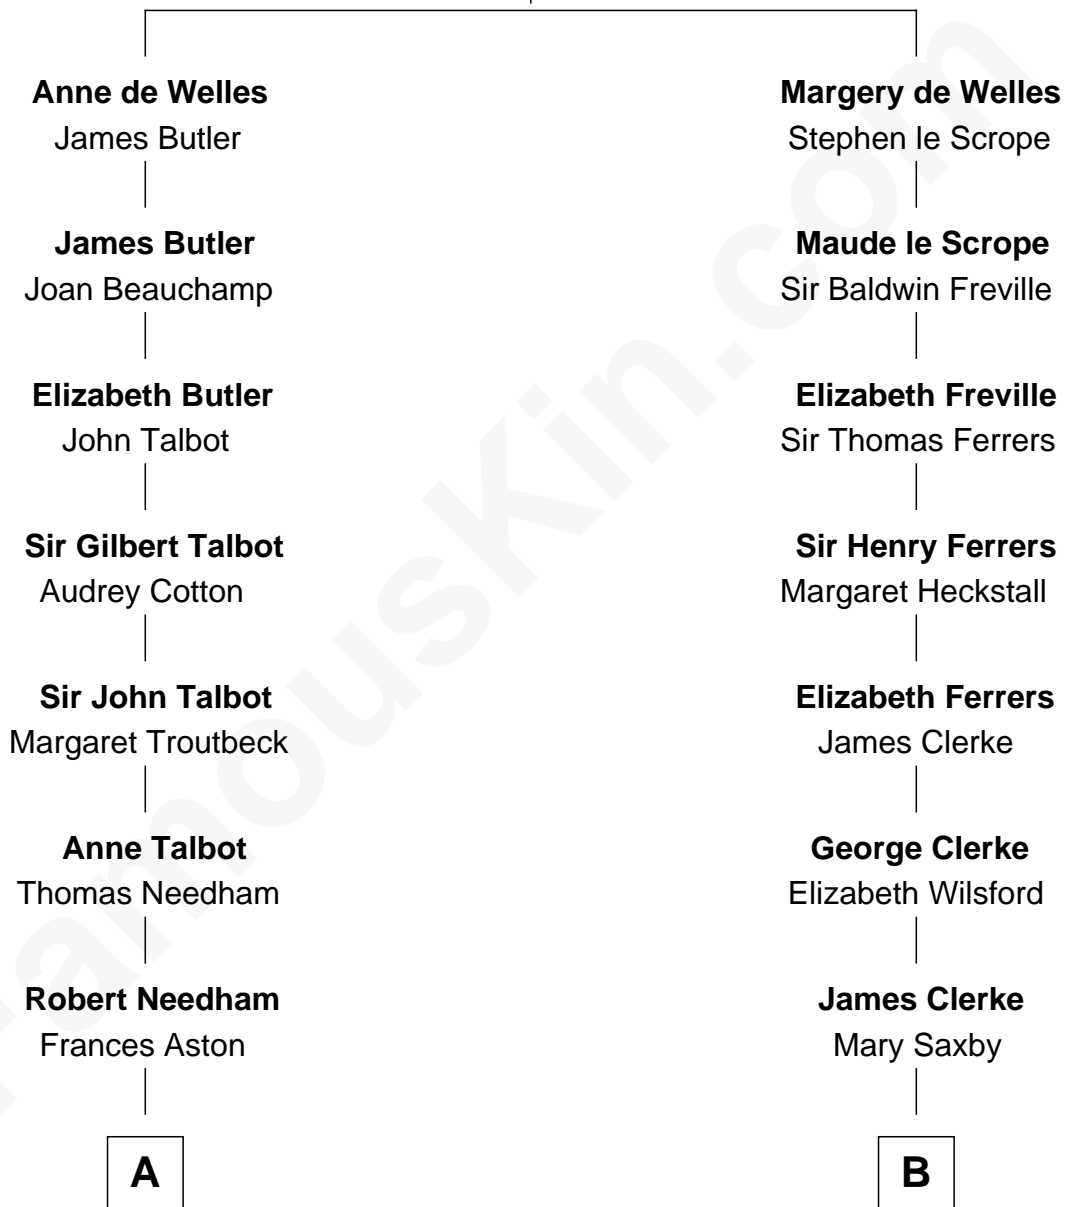 Anne de Welles
James Butler
James Butler
Joan Beauchamp
Elizabeth Butler
John Talbot
Sir Gilbert Talbot
Audrey Cotton
Sir John Talbot
Margaret Troutbeck
Anne Talbot
Thomas Needham
Robert Needham
Frances Aston
A
Margery de Welles
Stephen le Scrope
Maude le Scrope
Sir Baldwin Freville
Elizabeth Freville
Sir Thomas Ferrers
Sir Henry Ferrers
Margaret Heckstall
Elizabeth Ferrers
James Clerke
George Clerke
Elizabeth Wilsford
James Clerke
Mary Saxby
B
FamousKin.com